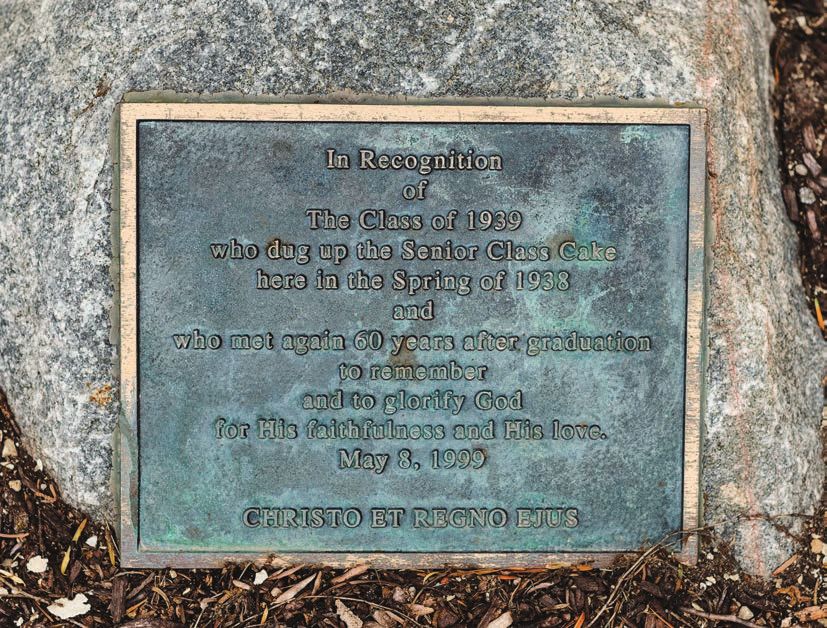 In Recognition
of
The Class of 1939
who dug up the Senior Class Cake
here in the Spring of 1938
and
who met again 60 years after graduation
to remember
and to glorify God
for His faithfulness and His love.
May 8, 1999
CHRISTO ET REGNO EJUS